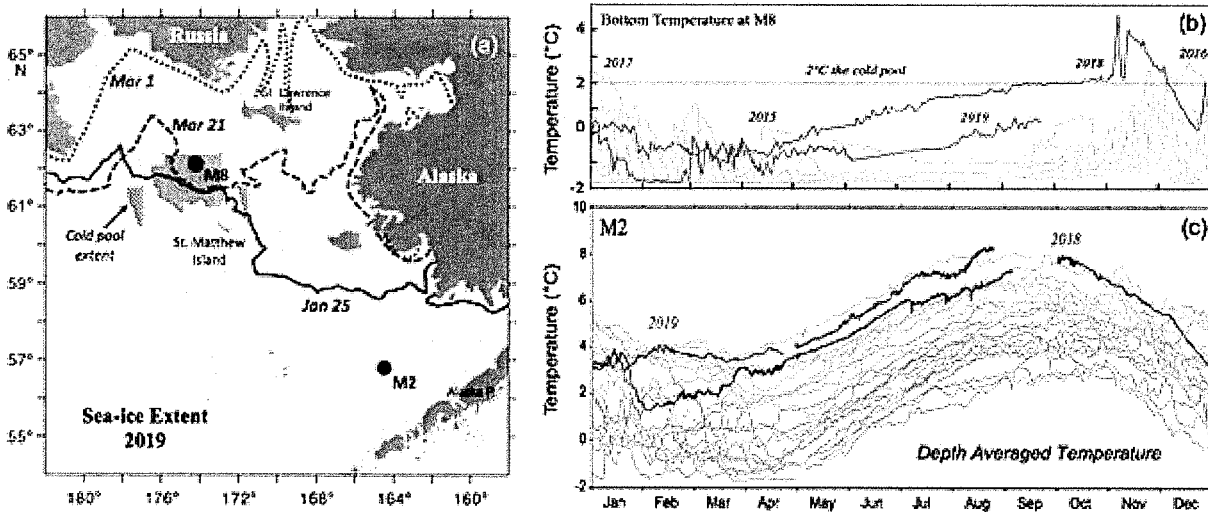 (a)
Russia
Mar 1
St. Lawrence
Island
Mar 21
M8
Alaska
Cold pool
extent
St. Matthew
Island
Jan 25
M2
Alaska P.
Sea-ice Extent
2019
65°
N
63°
61°
59°
57°
55°
180°
176°
172°
168°
164°
160°
Bottom Temperature at M8
(b)
2017
2°C the cold pool
2018
2016
2015
2019
Temperature (°C)
4
2
0
-2
M2
(c)
2018
2019
Temperature (°C)
10
8
6
4
2
0
-2
Depth Averaged Temperature
Jan Feb Mar Apr May Jun Jul Aug Sep Oct Nov Dec